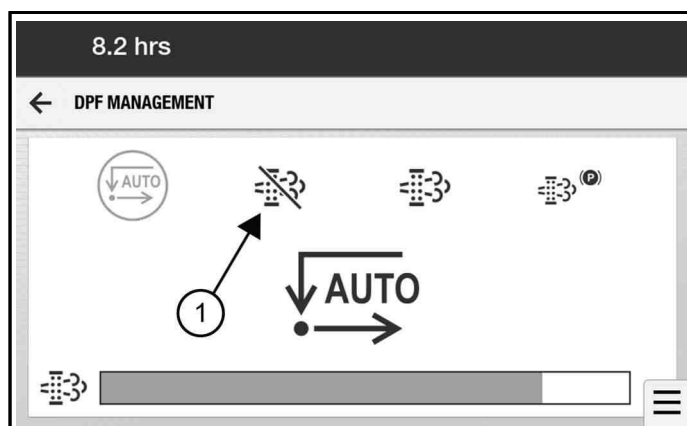 8.2 hrs
DPF MANAGEMENT
AUTO
(P)
AUTO
1